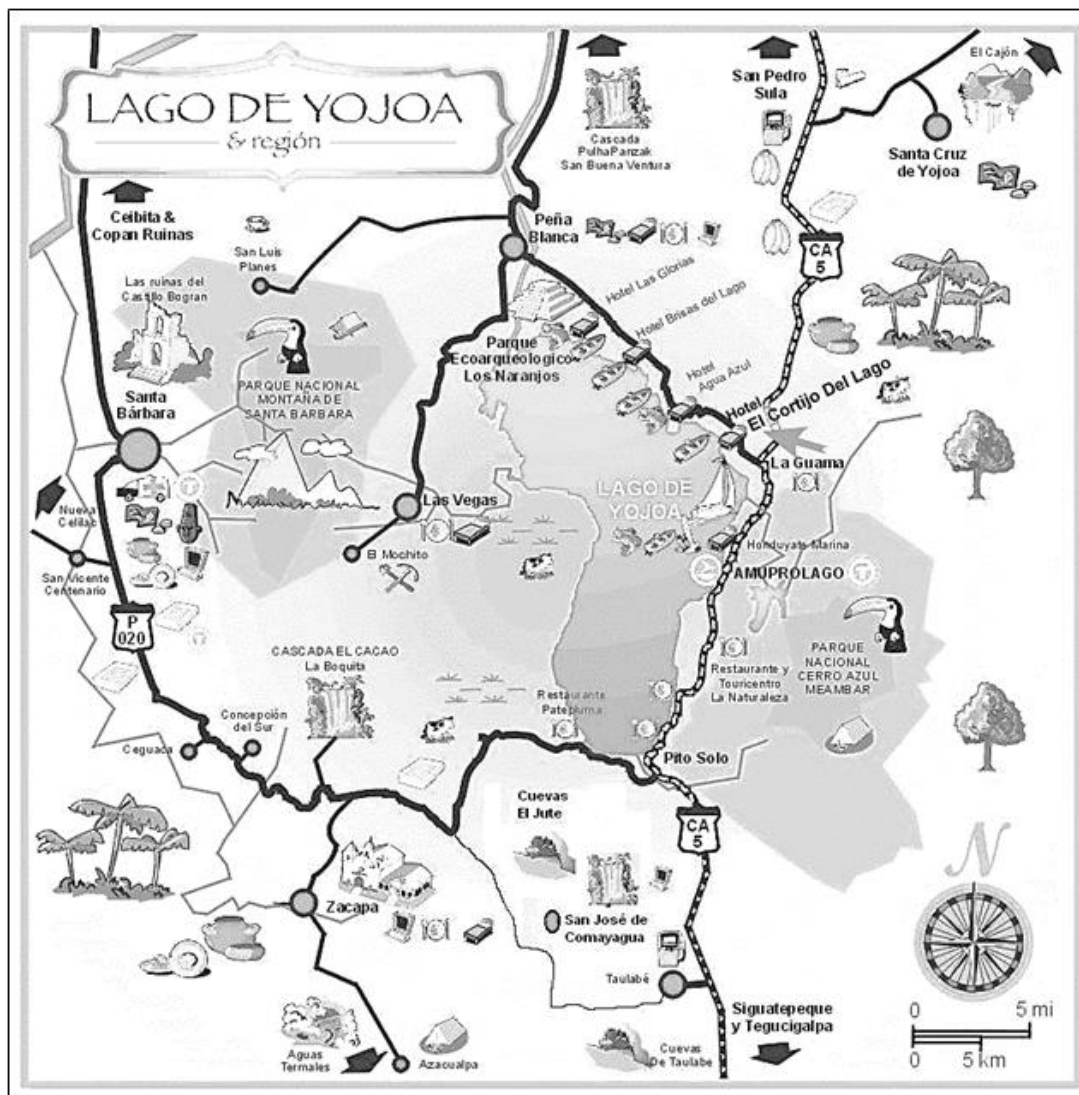 LAGO DE YOJOA
& región
Cascada
PulhaPanzak
San Buena Ventura
San Pedro
Sula
El Cajón
Santa Cruz
de Yojoa
Ceibita &
Copan Ruinas
San Luis
Planes
Peña
Blanca
CA
5
Las ruinas del
Castillo Bogran
Hotel Las Glorias
Hotel Brisas del Lago
Parque
Ecoarqueologico
Los Naranjos
Hotel
Agua Azul
Hotel
El Cortijo Del Lago
PARQUE NACIONAL
MONTAÑA DE
SANTA BARBARA
Santa
Bárbara
La Guama
Las Vegas
LAGO DE
YOJOA
Nueva
Celilac
El Mochito
Honduyate Marina
San Vicente
Centenario
AMUPROLAGO
P
020
PARQUE
NACIONAL
CERRO AZUL
MEAMBAR
CASCADA EL CACAO
La Boquita
Restaurante y
Touricentro
La Naturaleza
Restaurante
Patepluma
Concepción
del Sur
Ceguaca
Pito Solo
Cuevas
El Jute
CA
5
N
Zacapa
San José de
Comayagua
Taulabé
Siguatepeque
y Tegucigalpa
0 5 mi
0 5 km
Aguas
Termales
Azacualpa
Cuevas
De Taulabe